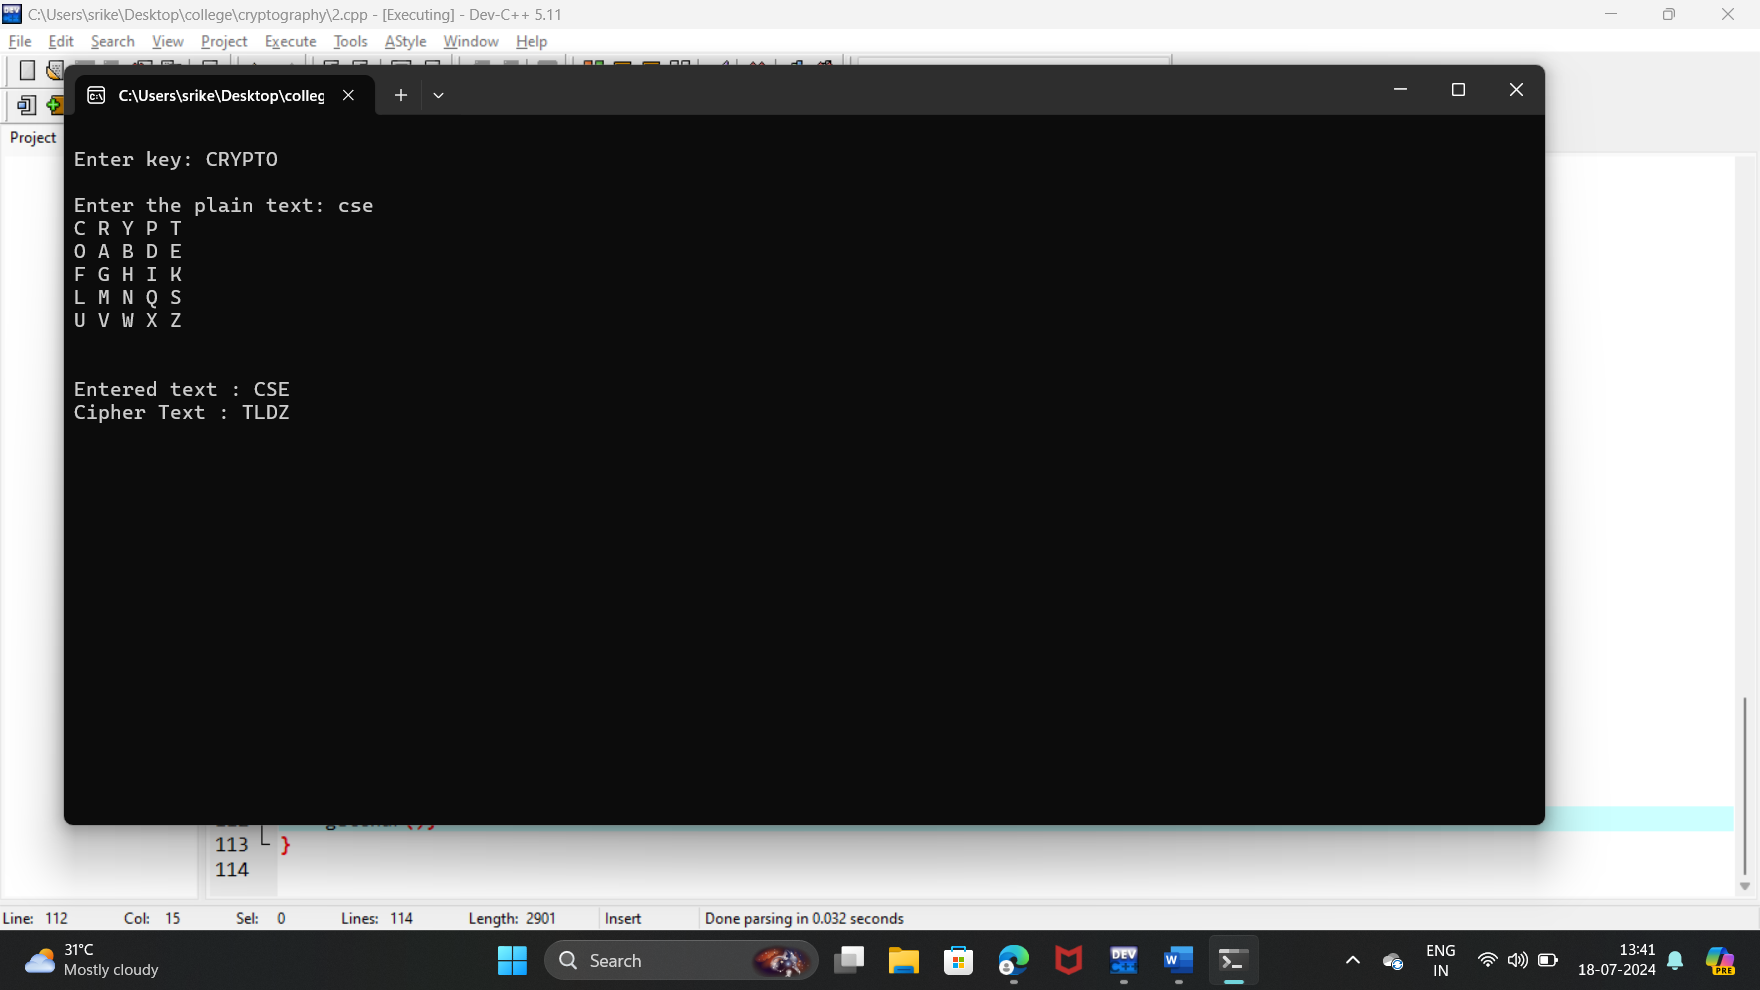 C:\Users\srike\Desktop\college\cryptography\2.cpp - [Executing] - Dev-C++ 5.11
File Edit Search View Project Execute Tools AStyle Window Help
C:\Users\srike\Desktop\colleg
Project
Enter key: CRYPTO
Enter the plain text: cse
C R Y P T
O A B D E
F G H I K
L M N Q S
U V W X Z
Entered text : CSE
Cipher Text : TLDZ
113 }
114
Line: 112 Col: 15 Sel: 0 Lines: 114 Length: 2901 Insert Done parsing in 0.032 seconds
31°C
Mostly cloudy
Search
DEV
C++
W
ENG
IN
13:41
18-07-2024
PRE